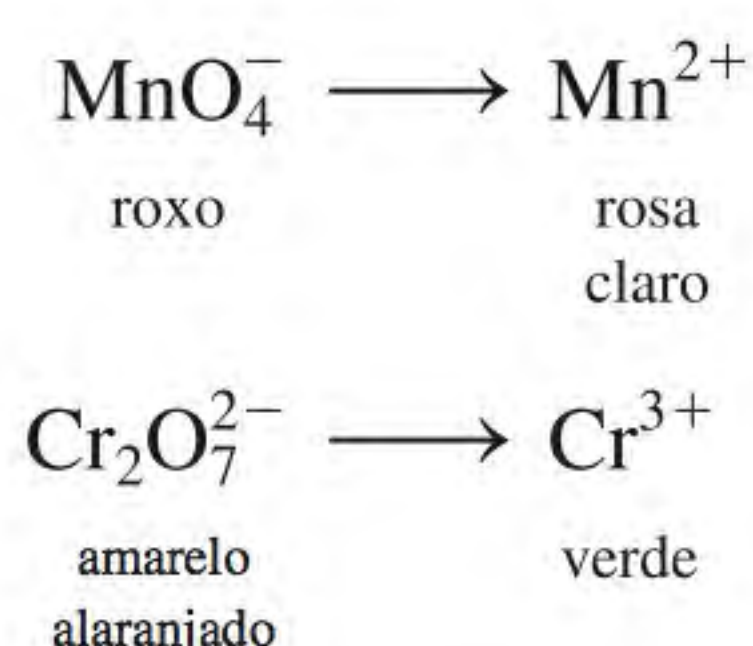 MnO₄⁻ ⟶ Mn²⁺
roxo rosa
claro
Cr₂O₇²⁻ ⟶ Cr³⁺
amarelo verde
alaranjado